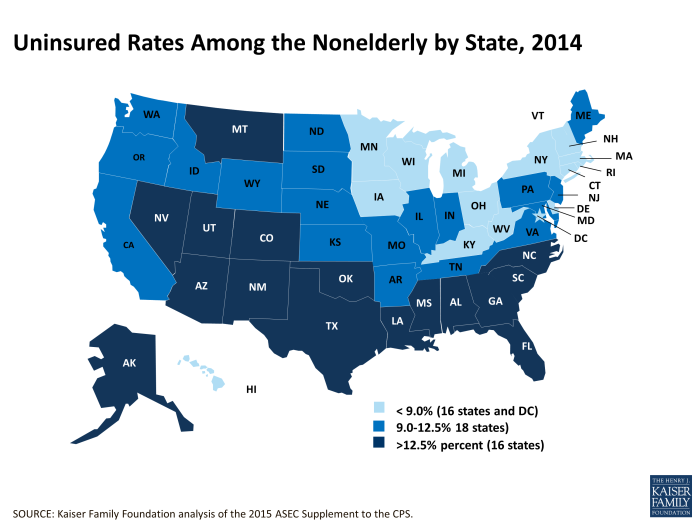 Uninsured Rates Among the Nonelderly by State, 2014
WA
MT
ND
MN
VT
ME
NH
OR
ID
SD
WI
MI
NY
MA
RI
CT
WY
NE
IA
PA
NJ
DE
MD
DC
NV
UT
CO
KS
MO
IL
IN
OH
WV
VA
KY
CA
AZ
NM
OK
AR
TN
NC
SC
TX
LA
MS
AL
GA
FL
AK
HI
< 9.0% (16 states and DC)
9.0-12.5% 18 states)
>12.5% percent (16 states)
SOURCE: Kaiser Family Foundation analysis of the 2015 ASEC Supplement to the CPS.
THE HENRY J.
KAISER
FAMILY
FOUNDATION